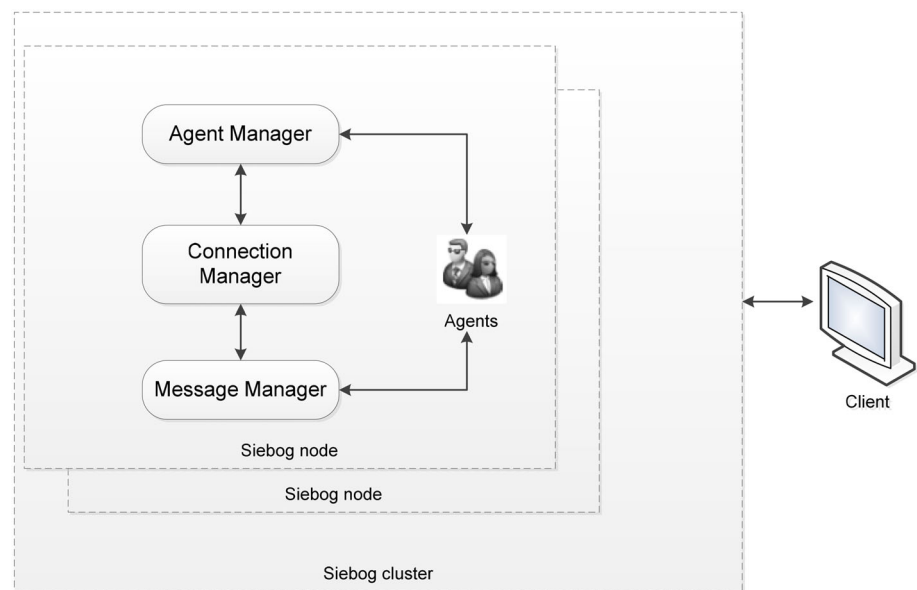 Agent Manager
Connection
Manager
Agents
Message Manager
Client
Siebog node
Siebog node
Siebog cluster